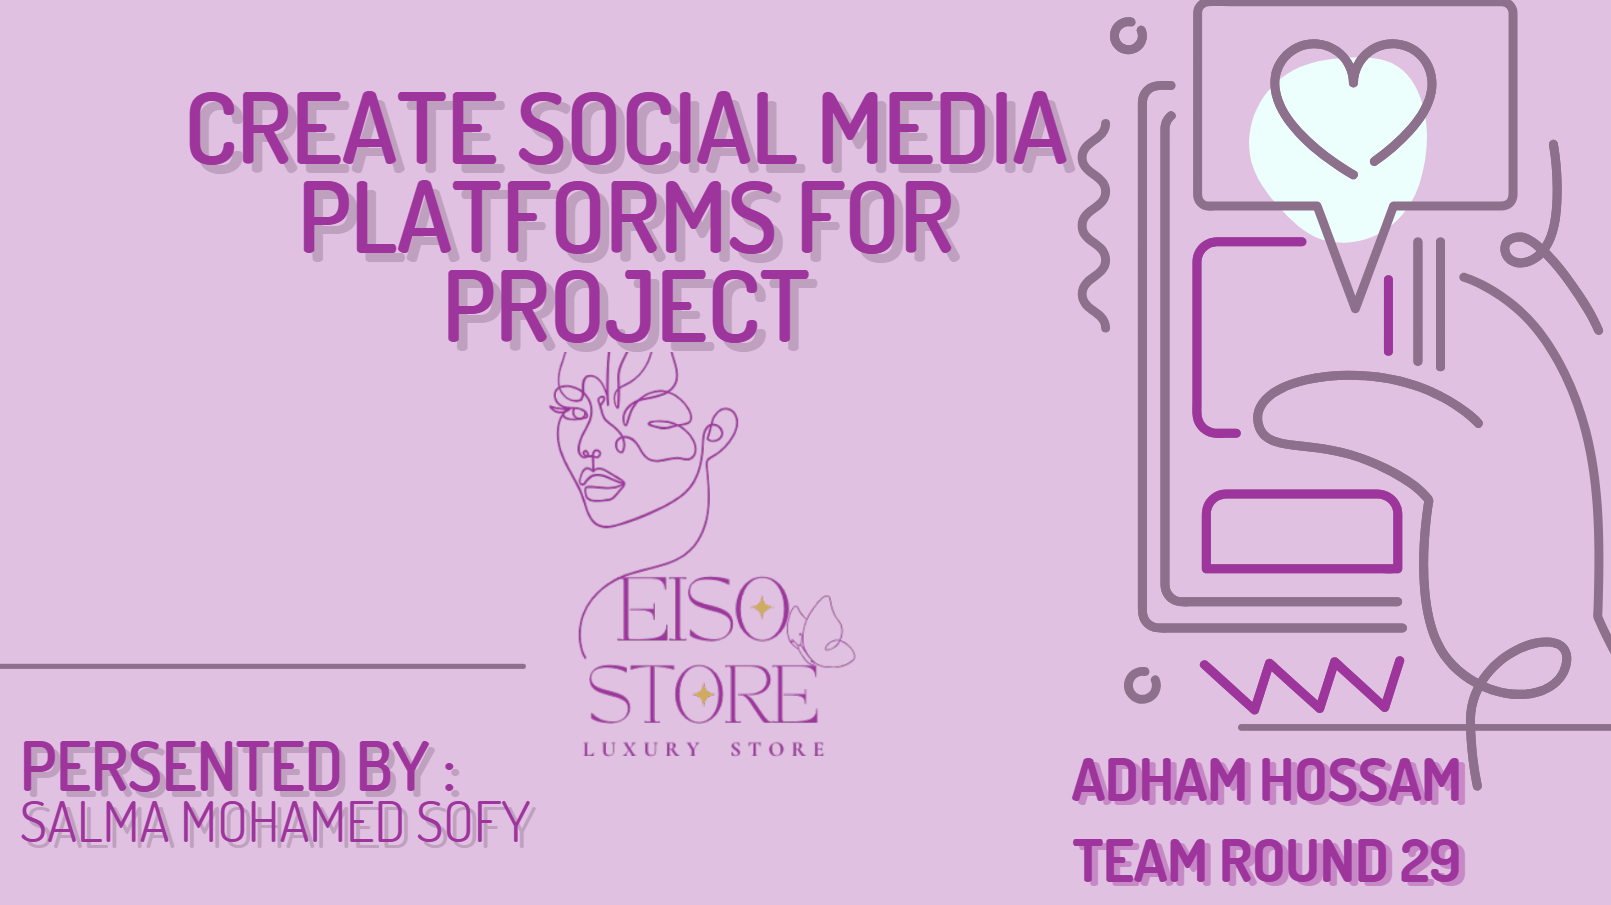 CREATE SOCIAL MEDIA
PLATFORMS FOR
PROJECT
EISO
STORE
LUXURY STORE
PERSENTED BY :
SALMA MOHAMED SOFY
ADHAM HOSSAM
TEAM ROUND 29